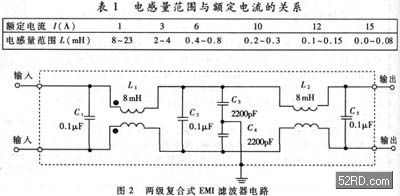 表 1 电感量范围与额定电流的关系
额定电流 I(A) 1 3 6 10 12 15
电感量范围 L(mH) 8~23 2~4 0.4~0.8 0.2~0.3 0.1~0.15 0.0~0.08
输入 L₁ 8mH L₂ 8mH 输出
C₁ 0.1μF C₂ 0.1μF C₃ 2200pF C₄ 2200pF C₅ 0.1μF
输入 输出
图 2 两级复合式 EMI 滤波器电路
52RD.com